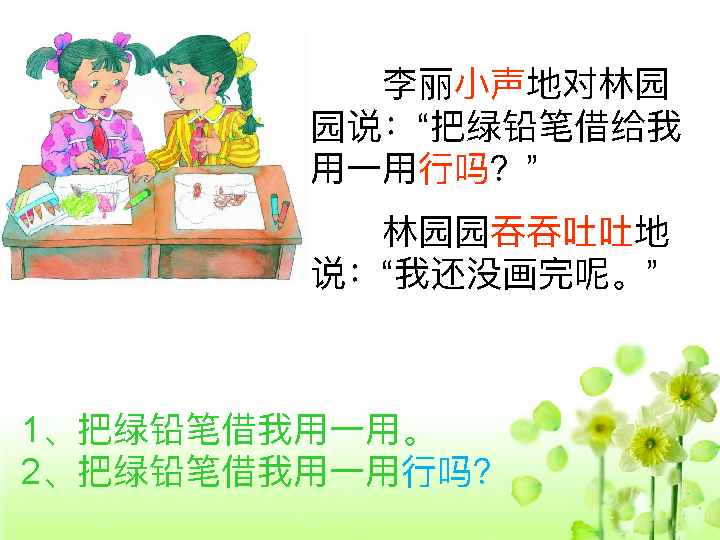 李丽小声地对林园
园说：“把绿铅笔借给我
用一用行吗？”
林园园吞吞吐吐地
说：“我还没画完呢。”
1、把绿铅笔借我用一用。
2、把绿铅笔借我用一用行吗？